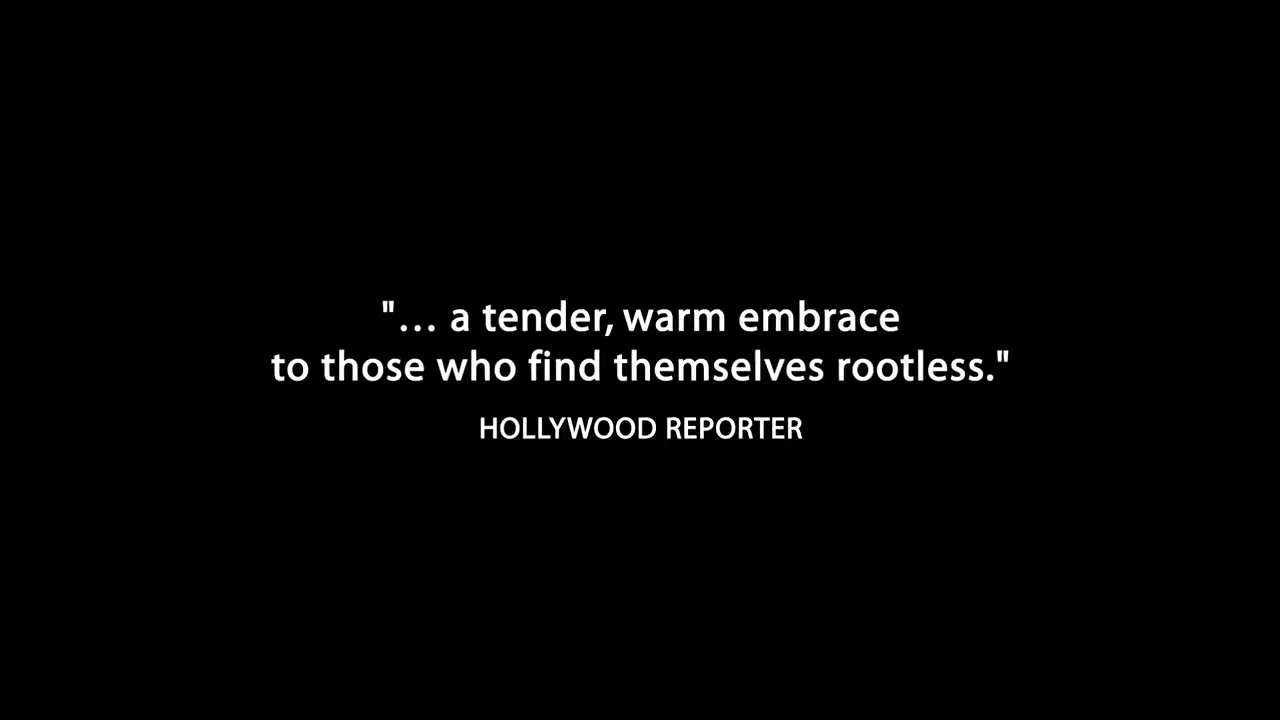 "... a tender, warm embrace
to those who find themselves rootless."
HOLLYWOOD REPORTER